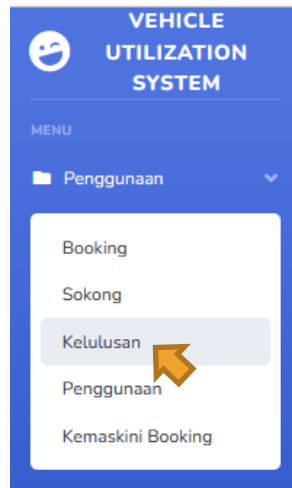 VEHICLE
UTILIZATION
SYSTEM
MENU
Penggunaan
Booking
Sokong
Kelulusan
Penggunaan
Kemaskini Booking